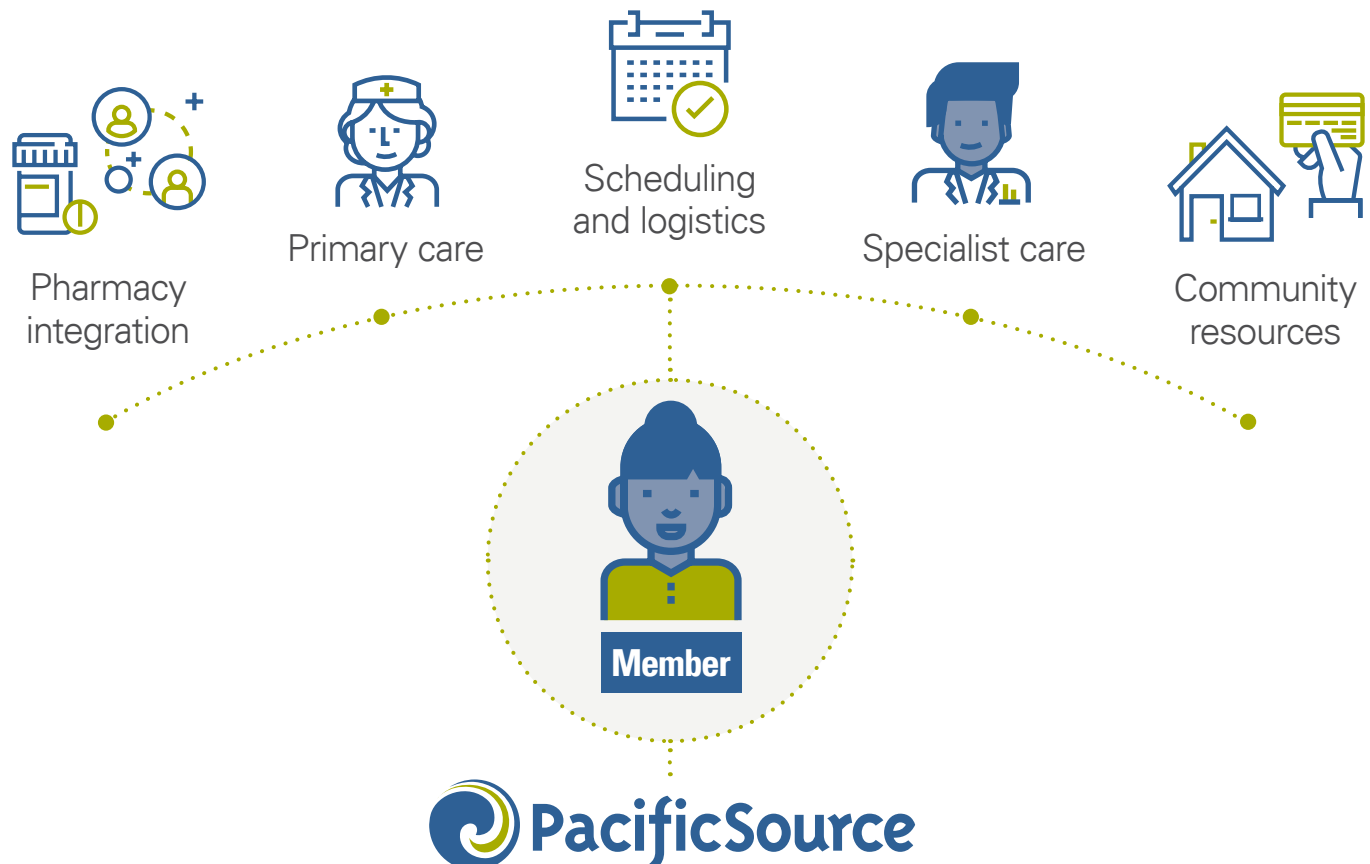 Pharmacy
integration
Primary care
Scheduling
and logistics
Specialist care
Community
resources
Member
PacificSource